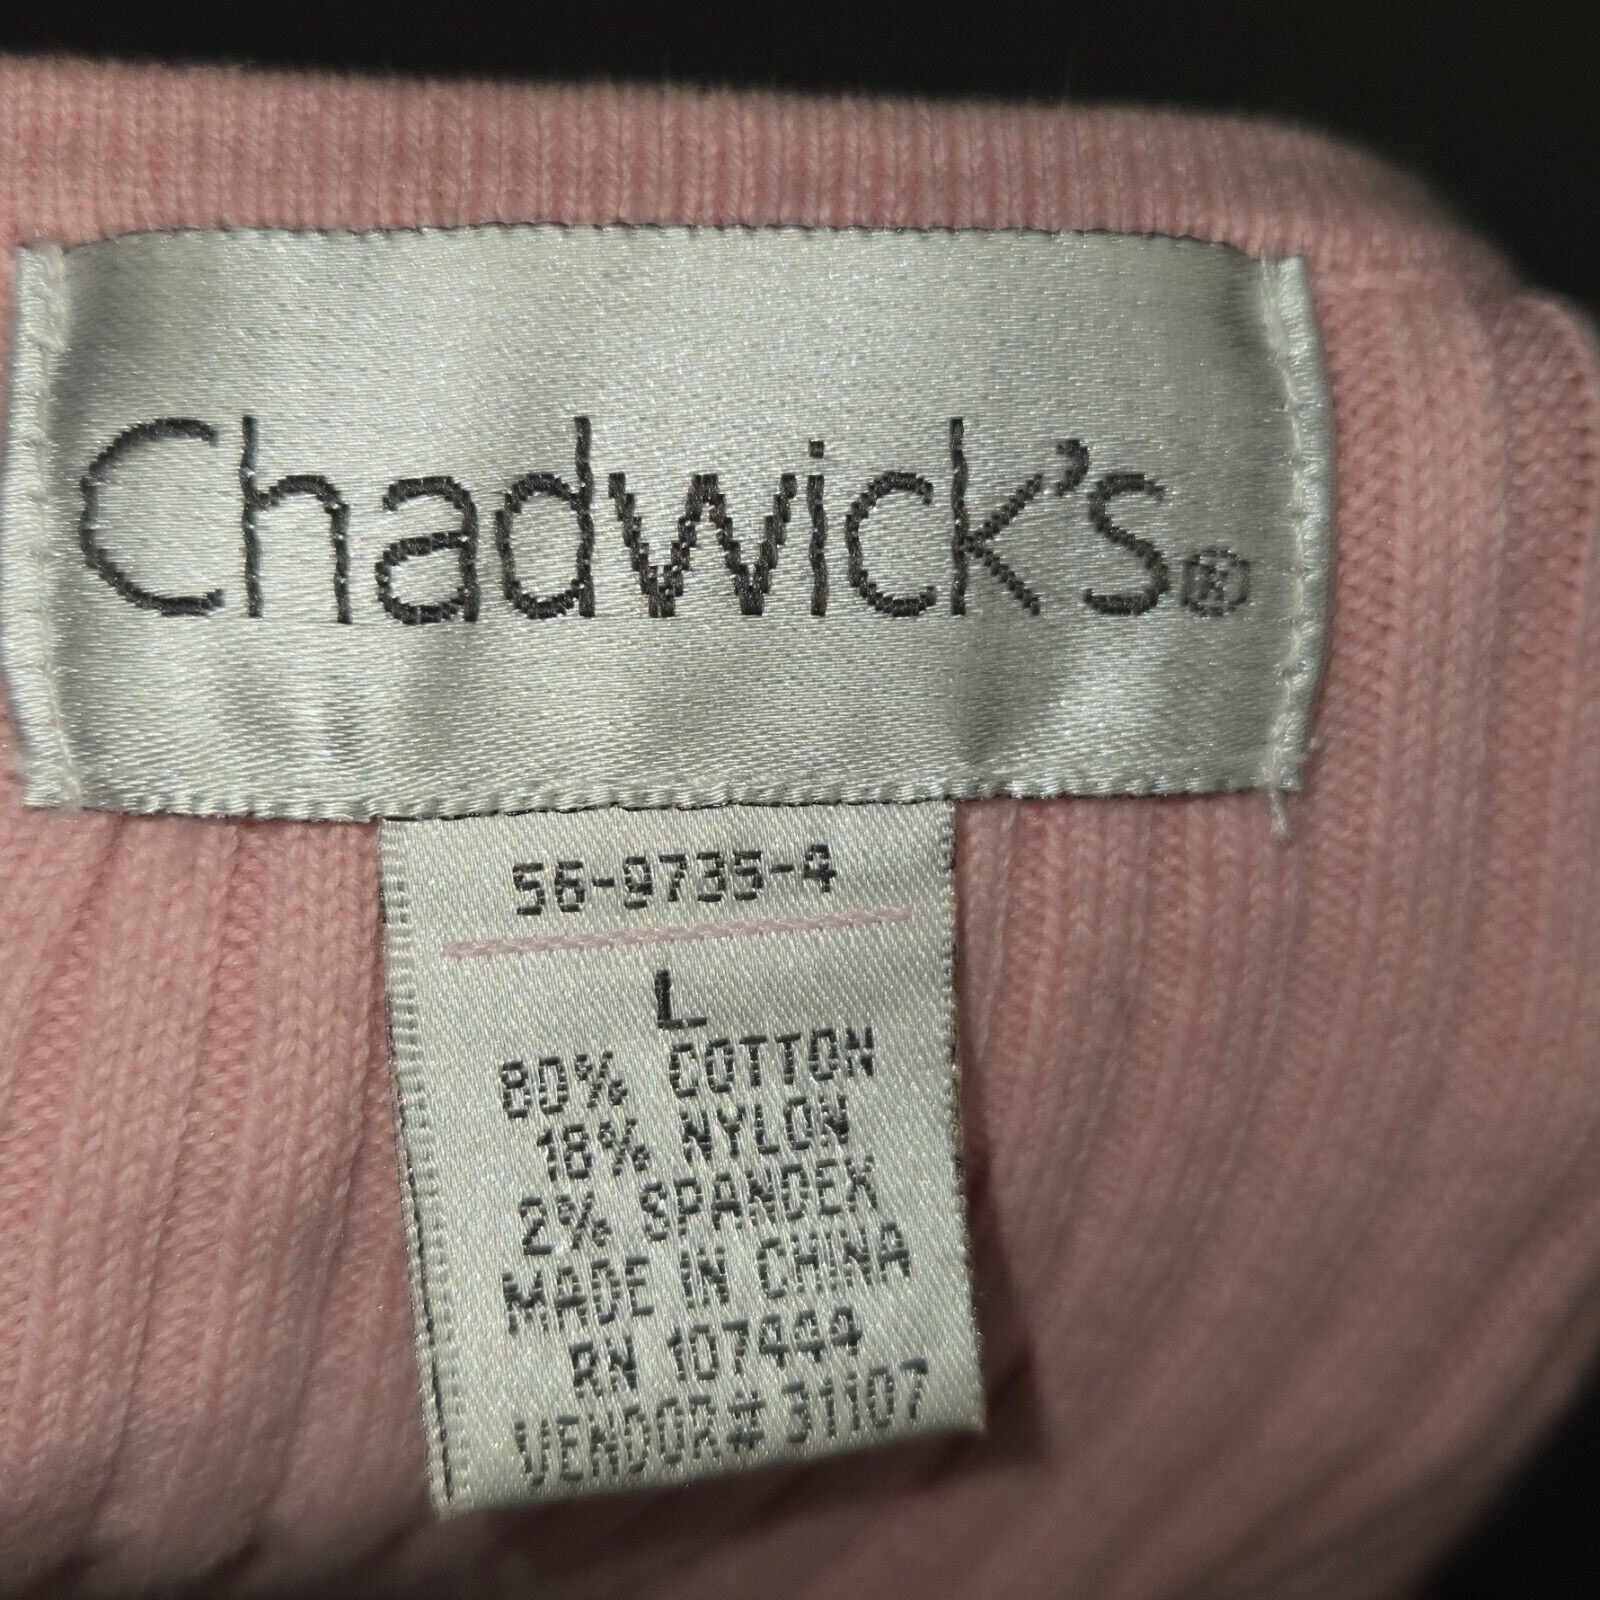 Chadwick's®
56-9735-4
L
80% COTTON
18% NYLON
2% SPANDEX
MADE IN CHINA
RN 107444
VENDOR# 31107